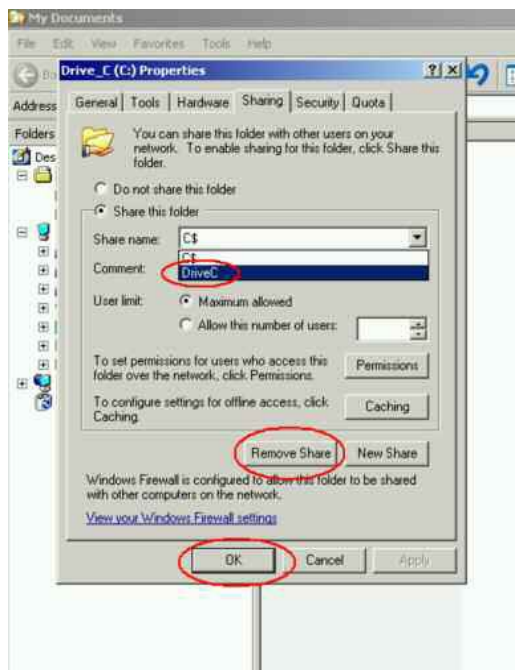 My Documents
File Edit View Favorites Tools Help
Drive_C (C:) Properties
Address
General Tools Hardware Sharing Security Quota
Folders
You can share this folder with other users on your
network. To enable sharing for this folder, click Share this
folder.
Des
Do not share this folder
Share this folder
Share name: C$
C$
Comment: DriveC
User limit: Maximum allowed
Allow this number of users:
To set permissions for users who access this
folder over the network, click Permissions.
Permissions
To configure settings for offline access, click
Caching.
Caching
Remove Share New Share
Windows Firewall is configured to allow this folder to be shared
with other computers on the network.
View your Windows Firewall settings
OK Cancel Apply